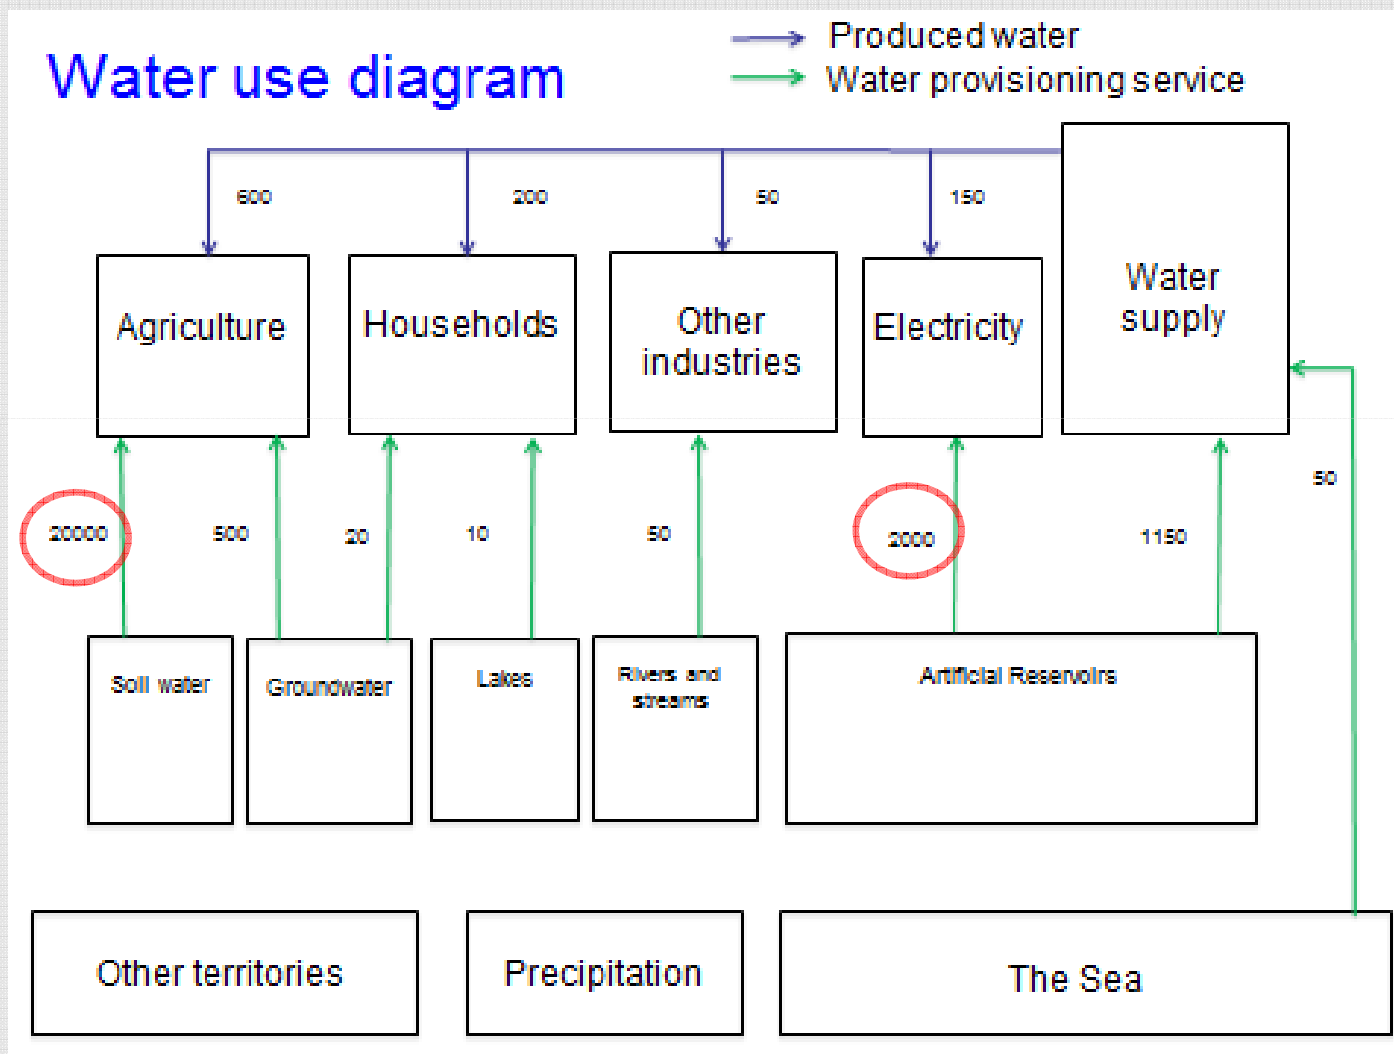 Water use diagram
Produced water
Water provisioning service
600
200
50
150
Agriculture
Households
Other
industries
Electricity
Water
supply
20000
500
20
10
50
2000
1150
50
Soil water
Groundwater
Lakes
Rivers and
streams
Artificial Reservoirs
Other territories
Precipitation
The Sea